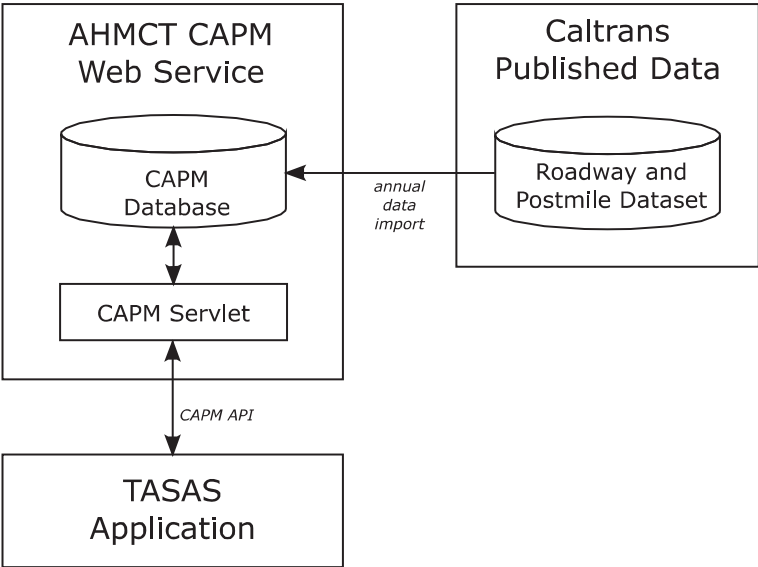 AHMCT CAPM
Web Service
CAPM
Database
CAPM Servlet
CAPM API
TASAS
Application
annual
data
import
Caltrans
Published Data
Roadway and
Postmile Dataset